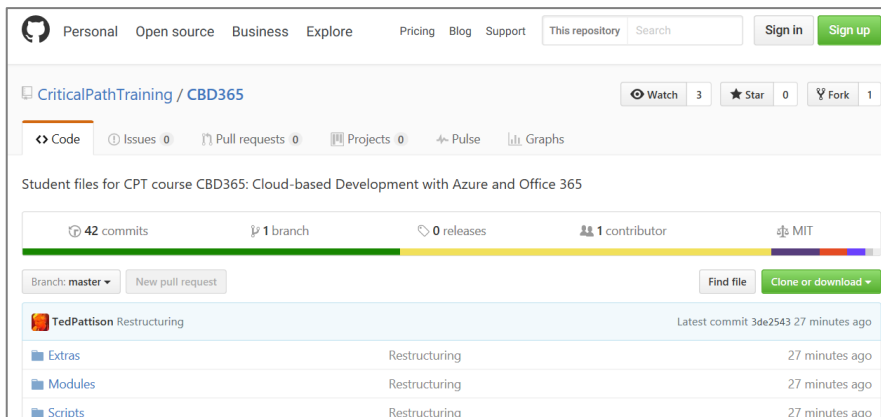 Personal Open source Business Explore Pricing Blog Support This repository Search Sign in Sign up
CriticalPathTraining / CBD365 Watch 3 Star 0 Fork 1
Code Issues 0 Pull requests 0 Projects 0 Pulse Graphs
Student files for CPT course CBD365: Cloud-based Development with Azure and Office 365
42 commits 1 branch 0 releases 1 contributor MIT
Branch: master New pull request Find file Clone or download
TedPattison Restructuring Latest commit 3de2543 27 minutes ago
Extras Restructuring 27 minutes ago
Modules Restructuring 27 minutes ago
Scripts Restructuring 27 minutes ago